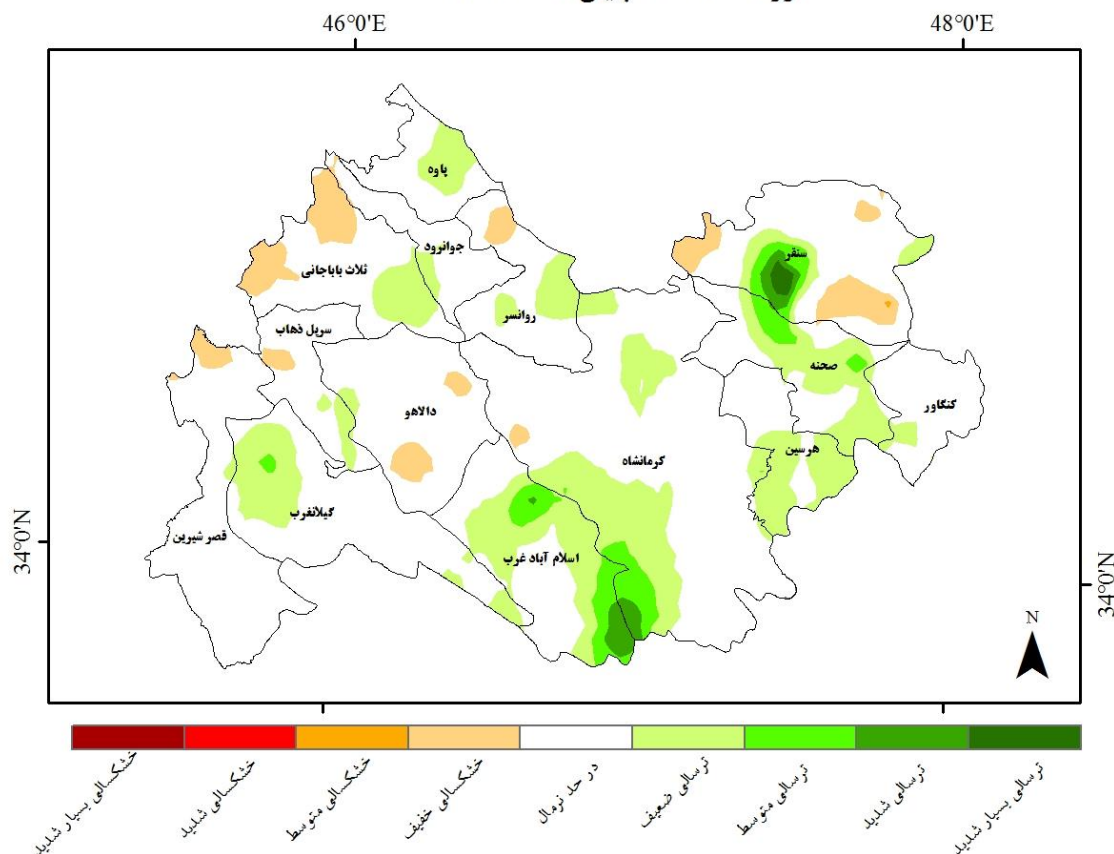 46°0'E
48°0'E
پاوه
جوانرود
ثلاث باباجانی
سنقر
روانسر
سرپل ذهاب
صحنه
کنگاور
دالاهو
هرسین
کرمانشاه
گیلانغرب
قصر شیرین
اسلام آباد غرب
34°0'N
34°0'N
N
خشکسالی بسیار شدید
خشکسالی شدید
خشکسالی متوسط
خشکسالی خفیف
در حد نرمال
ترسالی ضعیف
ترسالی متوسط
ترسالی شدید
ترسالی بسیار شدید